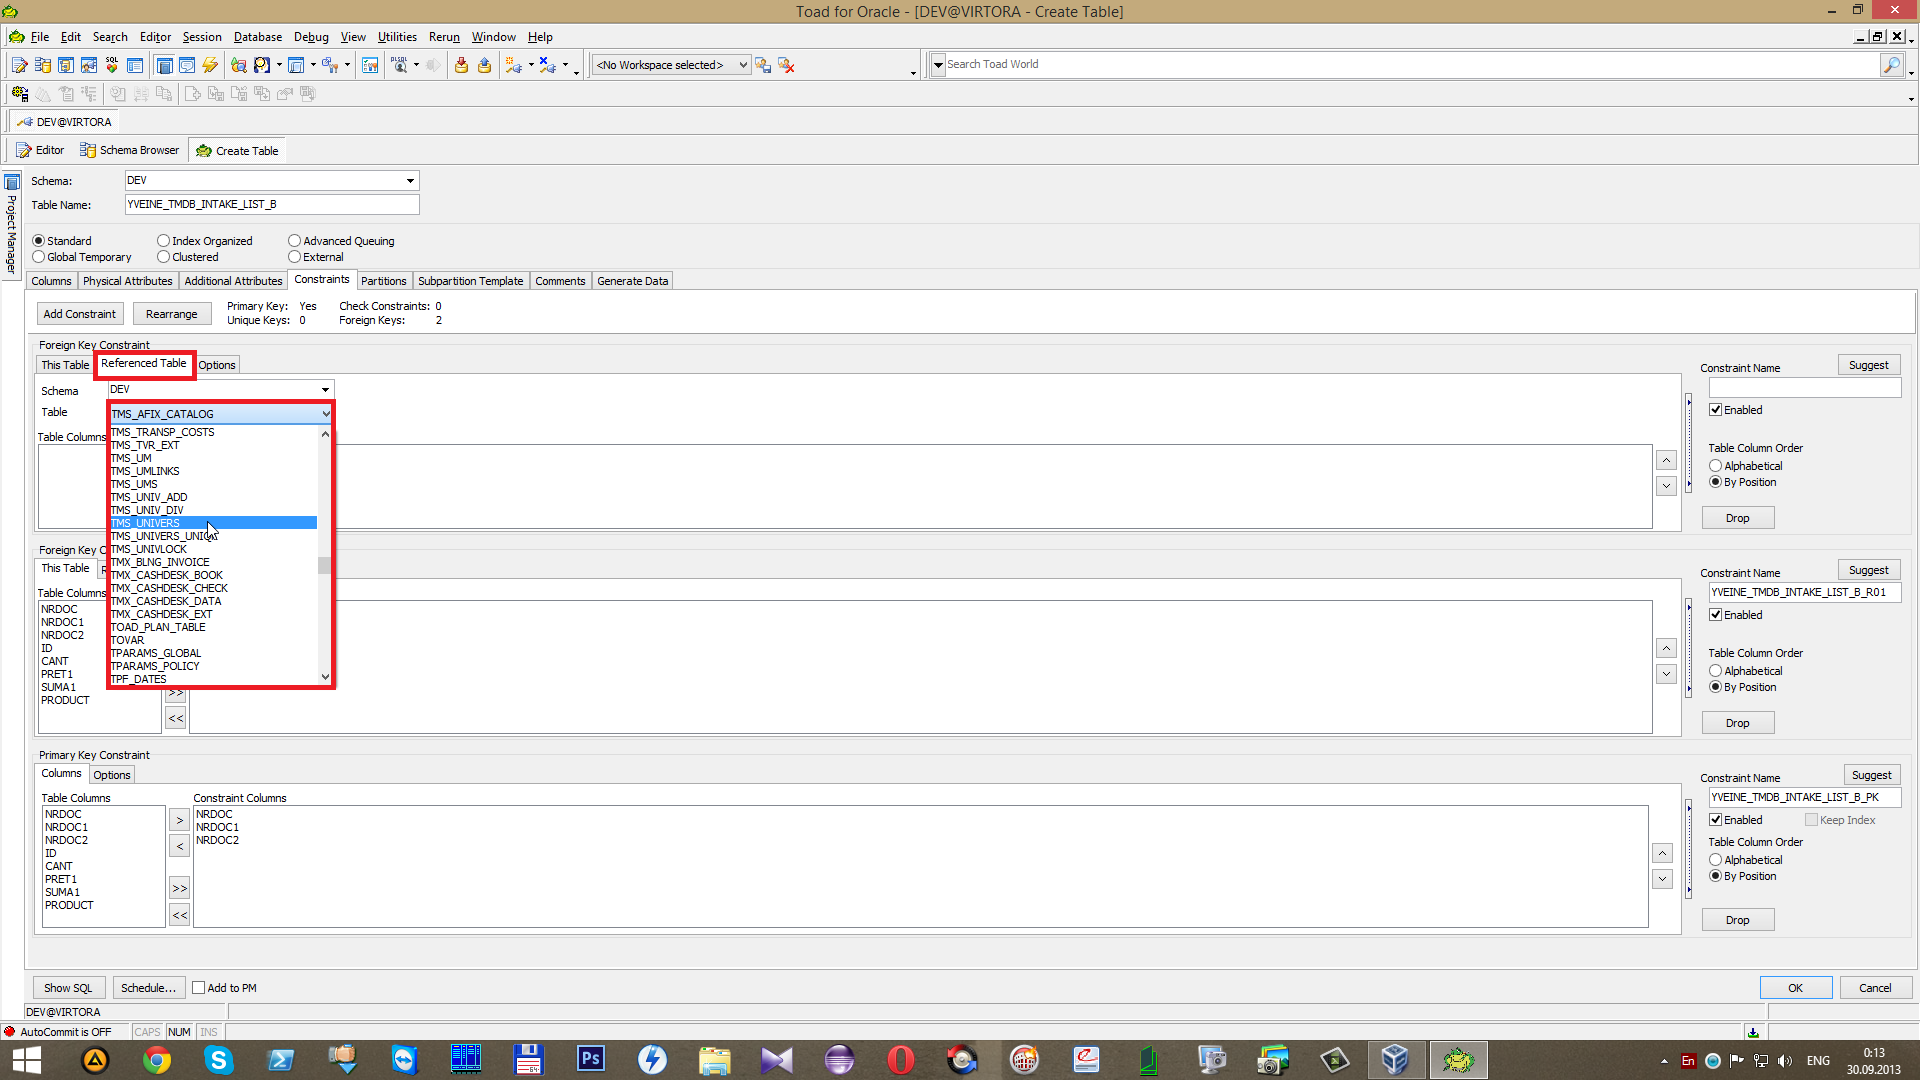 Toad for Oracle - [DEV@VIRTORA - Create Table]
File Edit Search Editor Session Database Debug View Utilities Rerun Window Help
<No Workspace selected> Search Toad World
DEV@VIRTORA
Editor Schema Browser Create Table
Project Manager
Schema: DEV
Table Name: YVEINE_TMDB_INTAKE_LIST_B
Standard Index Organized Advanced Queuing
Global Temporary Clustered External
Columns Physical Attributes Additional Attributes Constraints Partitions Subpartition Template Comments Generate Data
Add Constraint Rearrange
Primary Key: Yes Check Constraints: 0
Unique Keys: 0 Foreign Keys: 2
Foreign Key Constraint
This Table Referenced Table Options
Schema DEV
Table TMS_AFIX_CATALOG
Table Columns
TMS_TRANSP_COSTS
TMS_TVR_EXT
TMS_UM
TMS_UMLINKS
TMS_UMS
TMS_UNIV_ADD
TMS_UNIV_DIV
TMS_UNIVERS
TMS_UNIVERS_UNICA
TMS_UNIVLOCK
TMX_BLNG_INVOICE
TMX_CASHDESK_BOOK
TMX_CASHDESK_CHECK
TMX_CASHDESK_DATA
TMX_CASHDESK_EXT
TOAD_PLAN_TABLE
TOVAR
TPARAMS_GLOBAL
TPARAMS_POLICY
TPF_DATES
Constraint Name Suggest
Enabled
Table Column Order
Alphabetical
By Position
Drop
Foreign Key C
This Table R
Table Columns
NRDOC
NRDOC1
NRDOC2
ID
CANT
PRET1
SUMA1
PRODUCT
>>
<<
Constraint Name Suggest
YVEINE_TMDB_INTAKE_LIST_B_R01
Enabled
Table Column Order
Alphabetical
By Position
Drop
Primary Key Constraint
Columns Options
Table Columns
NRDOC
NRDOC1
NRDOC2
ID
CANT
PRET1
SUMA1
PRODUCT
>
<
>>
<<
Constraint Columns
NRDOC
NRDOC1
NRDOC2
Constraint Name Suggest
YVEINE_TMDB_INTAKE_LIST_B_PK
Enabled Keep Index
Table Column Order
Alphabetical
By Position
Drop
Show SQL Schedule... Add to PM OK Cancel
DEV@VIRTORA
AutoCommit is OFF CAPS NUM INS
Ps En ENG 0:13
30.09.2013